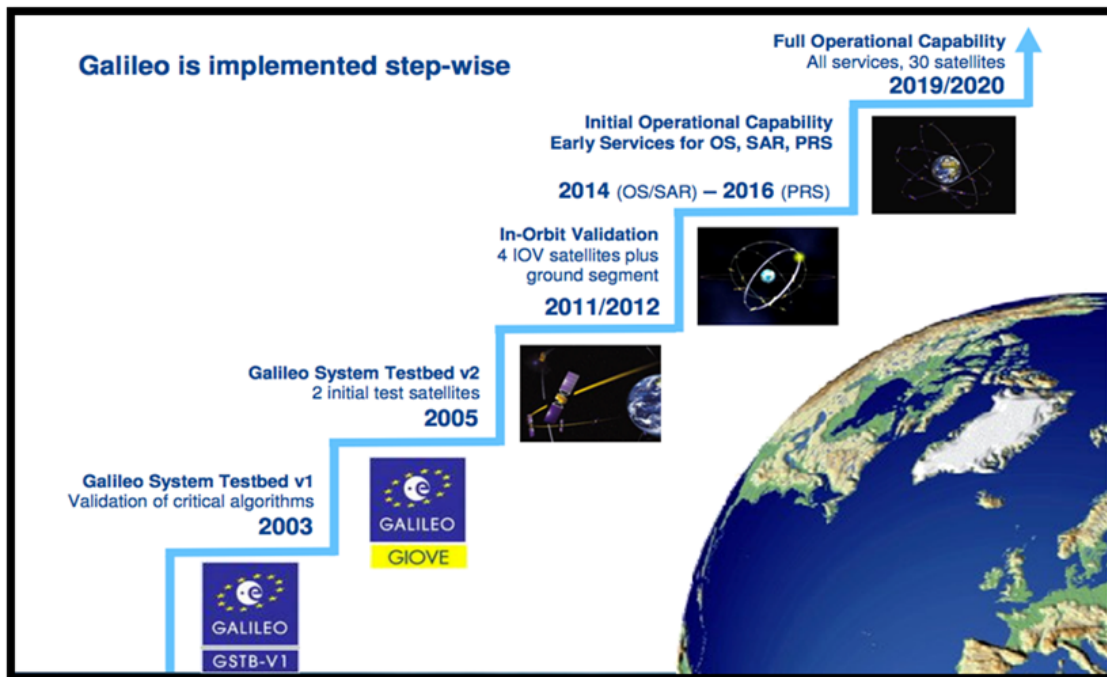 Galileo is implemented step-wise
Full Operational Capability
All services, 30 satellites
2019/2020
Initial Operational Capability
Early Services for OS, SAR, PRS
2014 (OS/SAR) – 2016 (PRS)
In-Orbit Validation
4 IOV satellites plus
ground segment
2011/2012
Galileo System Testbed v2
2 initial test satellites
2005
Galileo System Testbed v1
Validation of critical algorithms
2003
GALILEO
GIOVE
GALILEO
GSTB-V1